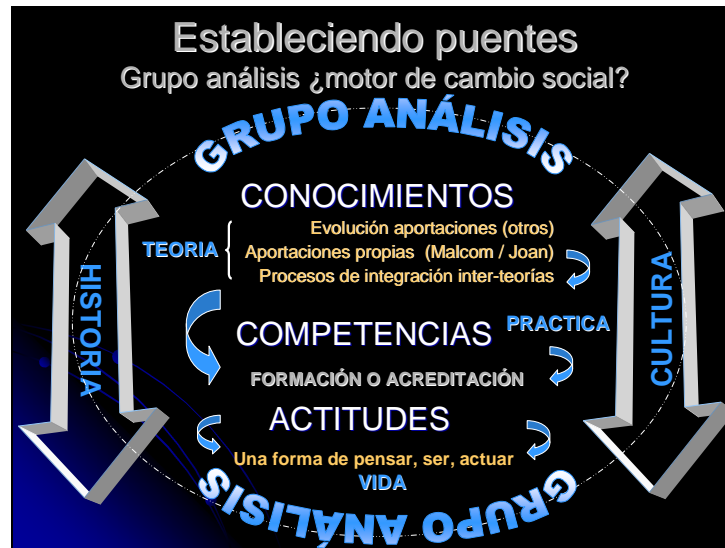 Estableciendo puentes
Grupo análisis ¿motor de cambio social?
GRUPO ANÁLISIS
CONOCIMIENTOS
Evolución aportaciones (otros)
TEORIA
Aportaciones propias (Malcom / Joan)
Procesos de integración inter-teorías
HISTORIA
CULTURA
COMPETENCIAS
PRACTICA
FORMACIÓN O ACREDITACIÓN
ACTITUDES
Una forma de pensar, ser, actuar
VIDA
GRUPO ANÁLISIS